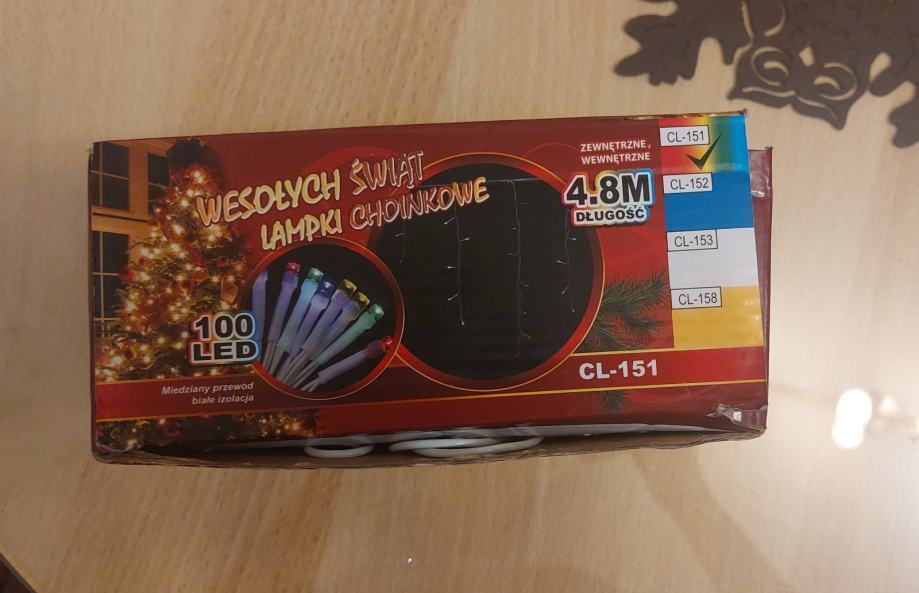 WESOŁYCH ŚWIĄT
LAMPKI CHOINKOWE
ZEWNĘTRZNE,
WEWNĘTRZNE
4.8M
DŁUGOŚĆ
CL-151
CL-152
CL-153
CL-158
100
LED
Miedziany przewód
białe izolacja
CL-151